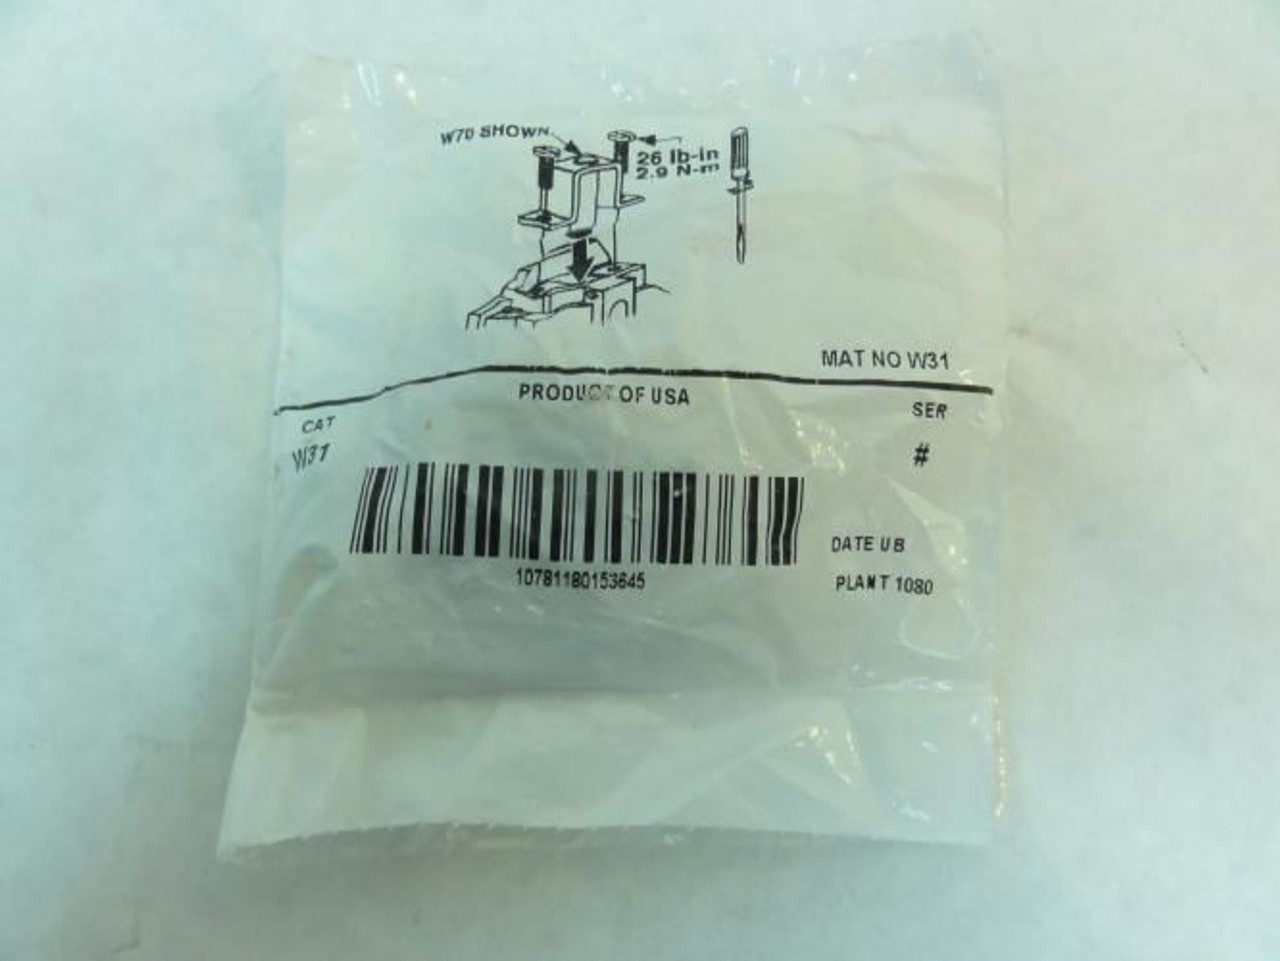 W70 SHOWN
26 lb-in
2.9 N-m
MAT NO W31
PRODUCT OF USA
CAT
SER
W31
#
DATE U B
10781180153645
PLANT 1080